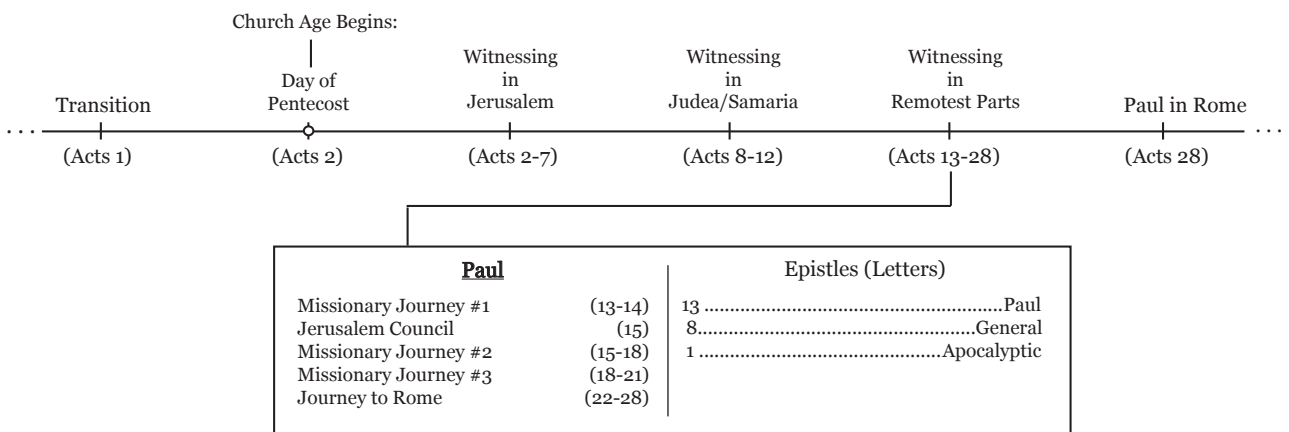 Church Age Begins:
Transition
(Acts 1)
Day of
Pentecost
(Acts 2)
Witnessing
in
Jerusalem
(Acts 2-7)
Witnessing
in
Judea/Samaria
(Acts 8-12)
Witnessing
in
Remotest Parts
(Acts 13-28)
Paul in Rome
(Acts 28)
Paul
Missionary Journey #1 (13-14)
Jerusalem Council (15)
Missionary Journey #2 (15-18)
Missionary Journey #3 (18-21)
Journey to Rome (22-28)
Epistles (Letters)
13 ......................................................Paul
8..................................................General
1 ............................................Apocalyptic